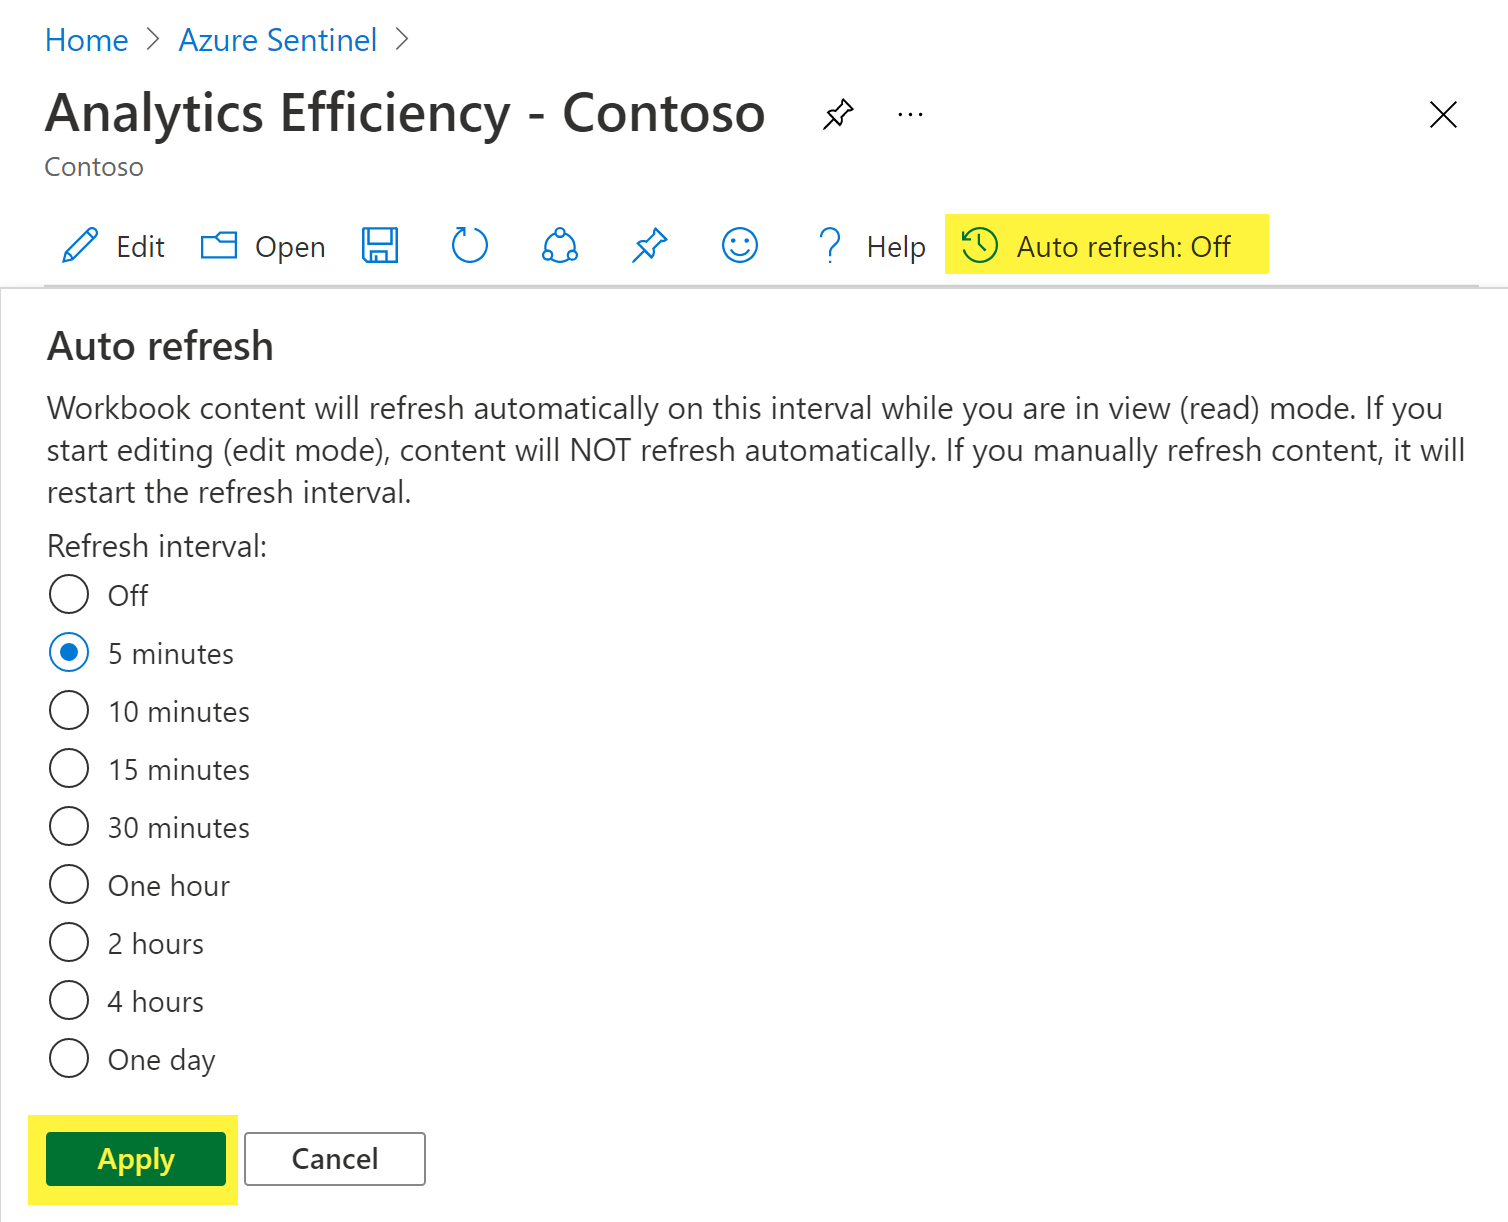 Home > Azure Sentinel >
Analytics Efficiency - Contoso ...
Contoso
Edit Open Help Auto refresh: Off
Auto refresh
Workbook content will refresh automatically on this interval while you are in view (read) mode. If you
start editing (edit mode), content will NOT refresh automatically. If you manually refresh content, it will
restart the refresh interval.
Refresh interval:
Off
5 minutes
10 minutes
15 minutes
30 minutes
One hour
2 hours
4 hours
One day
Apply Cancel